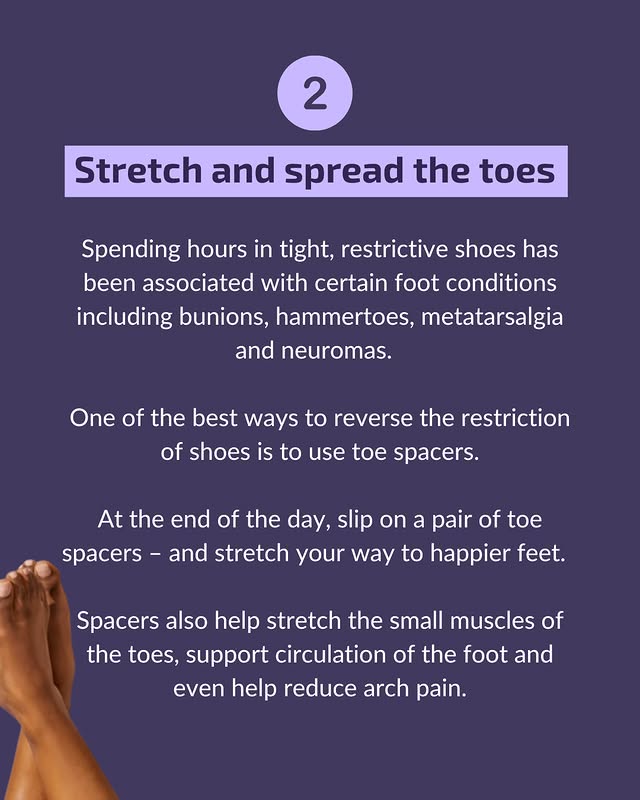 2
Stretch and spread the toes
Spending hours in tight, restrictive shoes has
been associated with certain foot conditions
including bunions, hammertoes, metatarsalgia
and neuromas.
One of the best ways to reverse the restriction
of shoes is to use toe spacers.
At the end of the day, slip on a pair of toe
spacers – and stretch your way to happier feet.
Spacers also help stretch the small muscles of
the toes, support circulation of the foot and
even help reduce arch pain.